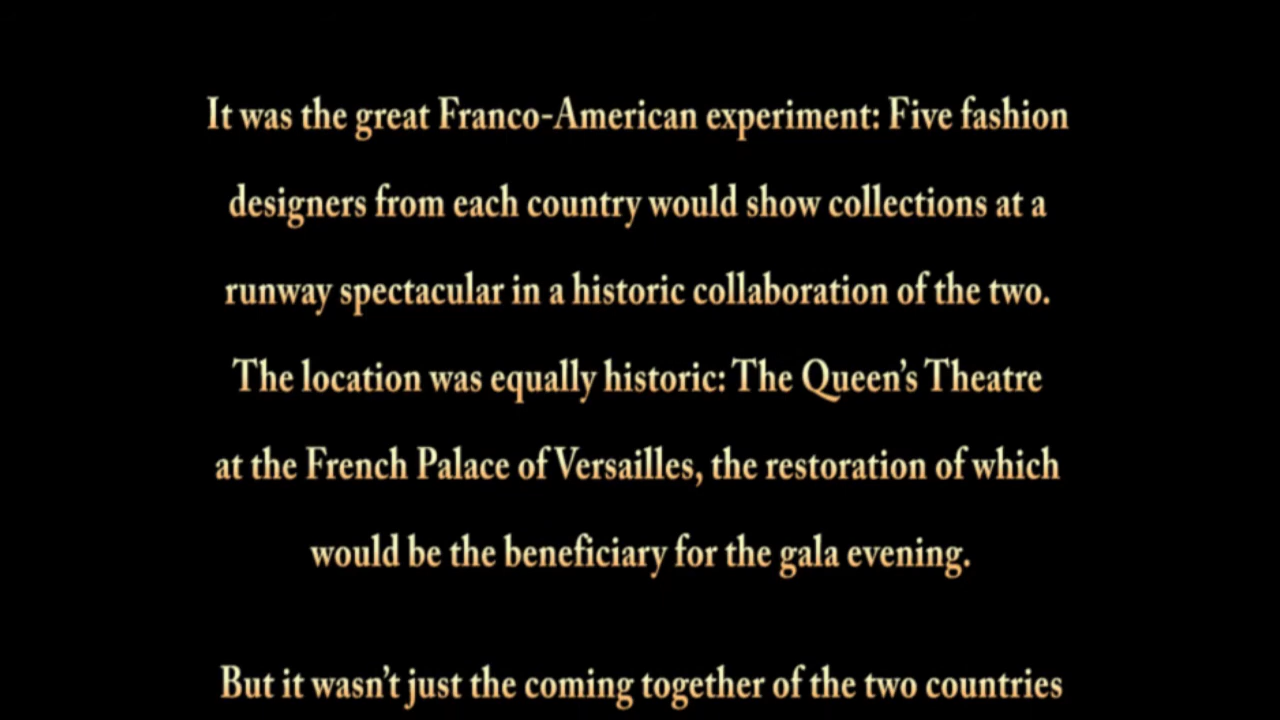 It was the great Franco-American experiment: Five fashion
designers from each country would show collections at a
runway spectacular in a historic collaboration of the two.
The location was equally historic: The Queen’s Theatre
at the French Palace of Versailles, the restoration of which
would be the beneficiary for the gala evening.
But it wasn’t just the coming together of the two countries